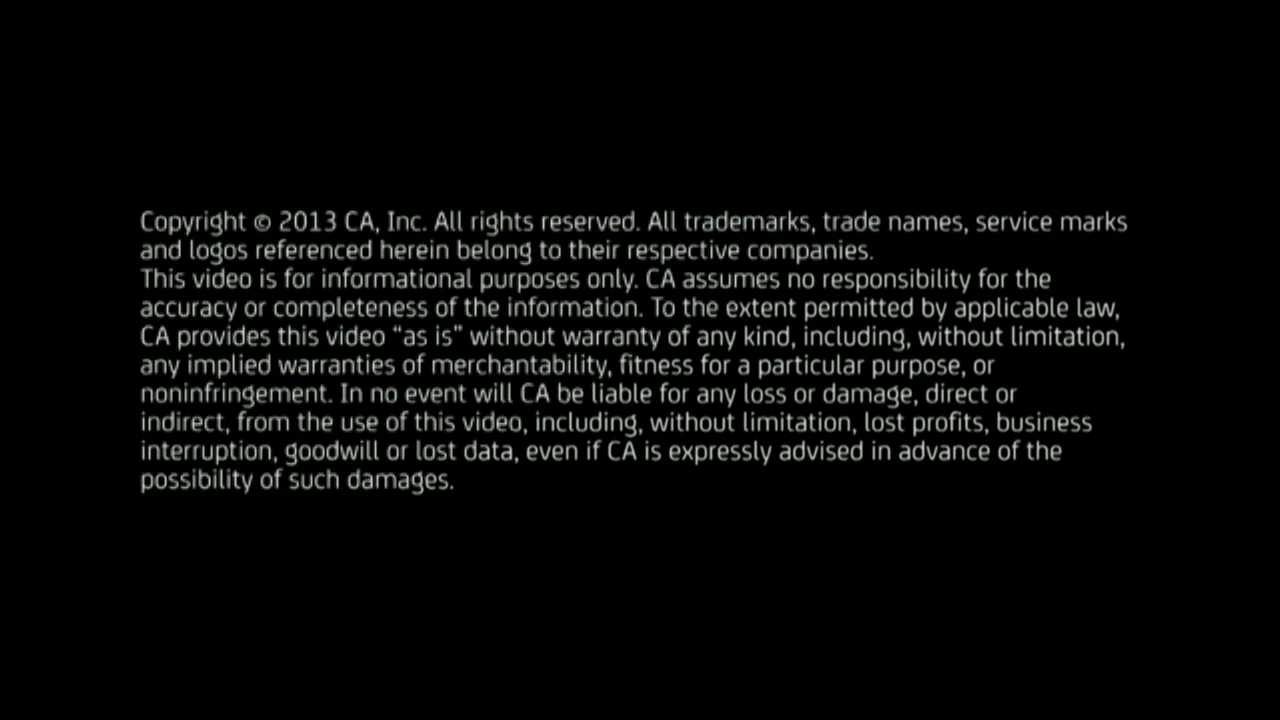 Copyright © 2013 CA, Inc. All rights reserved. All trademarks, trade names, service marks
and logos referenced herein belong to their respective companies.
This video is for informational purposes only. CA assumes no responsibility for the
accuracy or completeness of the information. To the extent permitted by applicable law,
CA provides this video “as is” without warranty of any kind, including, without limitation,
any implied warranties of merchantability, fitness for a particular purpose, or
noninfringement. In no event will CA be liable for any loss or damage, direct or
indirect, from the use of this video, including, without limitation, lost profits, business
interruption, goodwill or lost data, even if CA is expressly advised in advance of the
possibility of such damages.